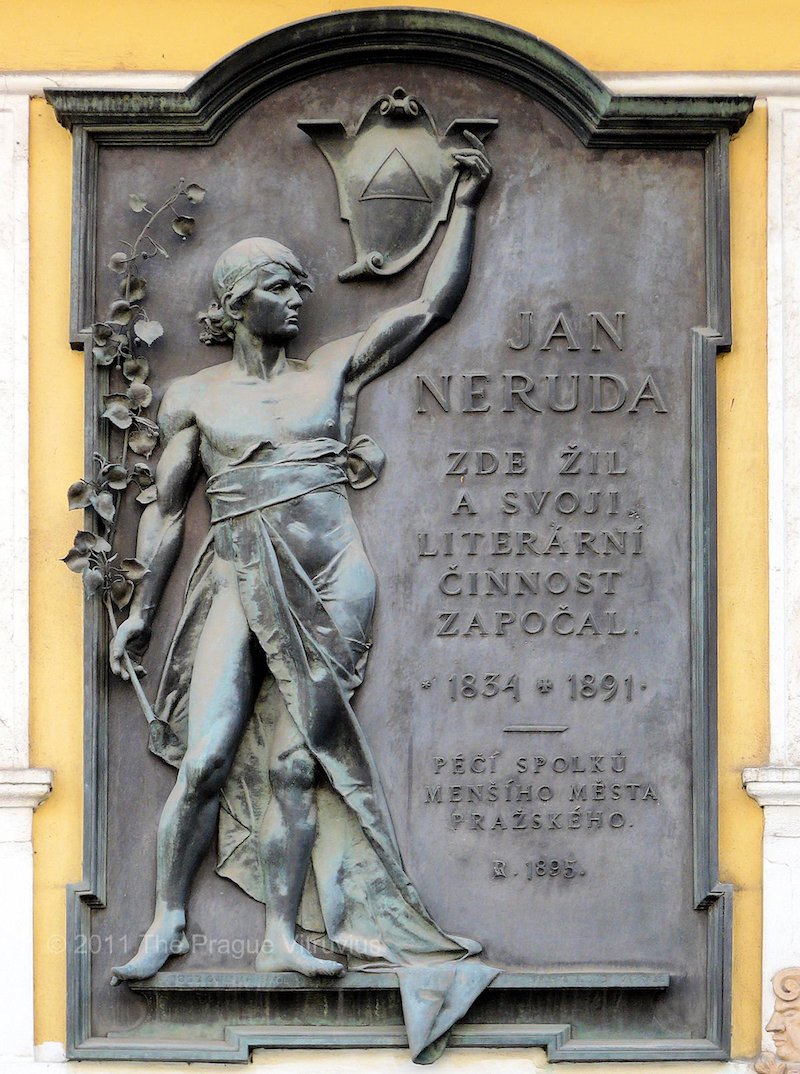 JAN
NERUDA
ZDE ŽIL
A SVOJI
LITERÁRNÍ
ČINNOST
ZAPOČAL.
* 1834 ✠ 1891.
PÉČÍ SPOLKŮ
MENŠÍHO MĚSTA
PRAŽSKÉHO.
1895.
© 2011 The Prague Vitruvius